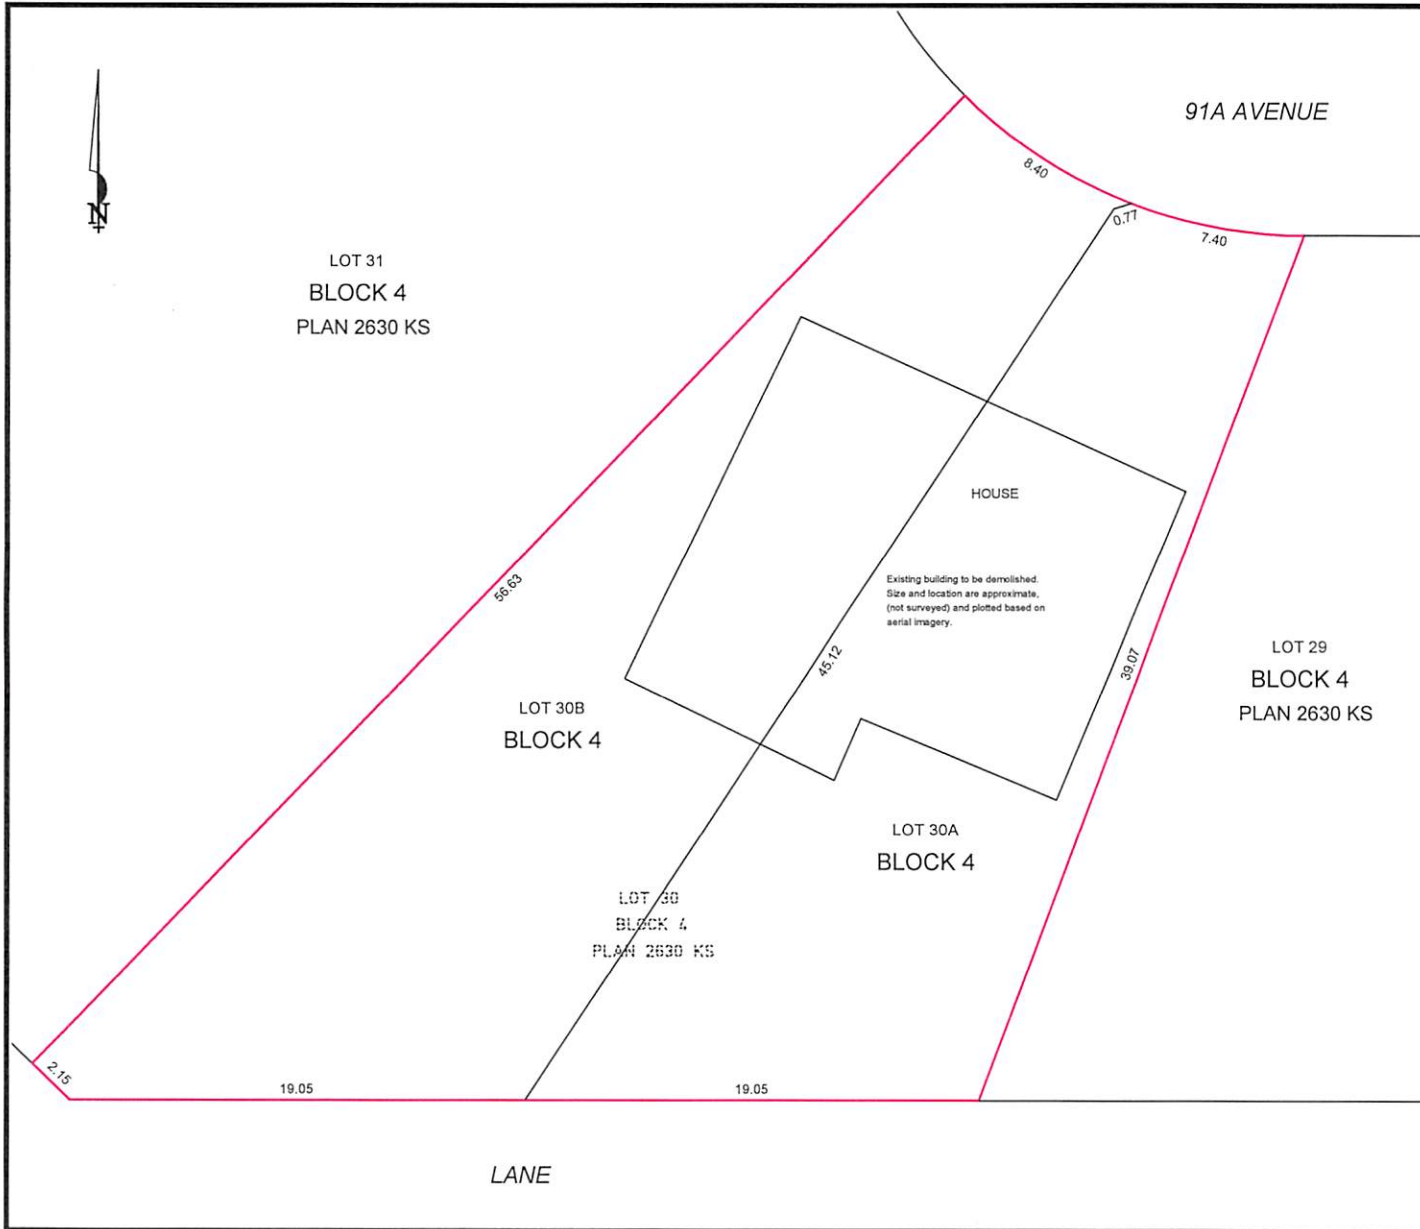 91A AVENUE
8.40
0.77
7.40
N
LOT 31
BLOCK 4
PLAN 2630 KS
HOUSE
Existing building to be demolished.
Size and location are approximate,
(not surveyed) and plotted based on
aerial imagery.
56.63
45.12
39.07
LOT 29
BLOCK 4
PLAN 2630 KS
LOT 30B
BLOCK 4
LOT 30A
BLOCK 4
LOT 30
BLOCK 4
PLAN 2630 KS
2.15
19.05
19.05
LANE